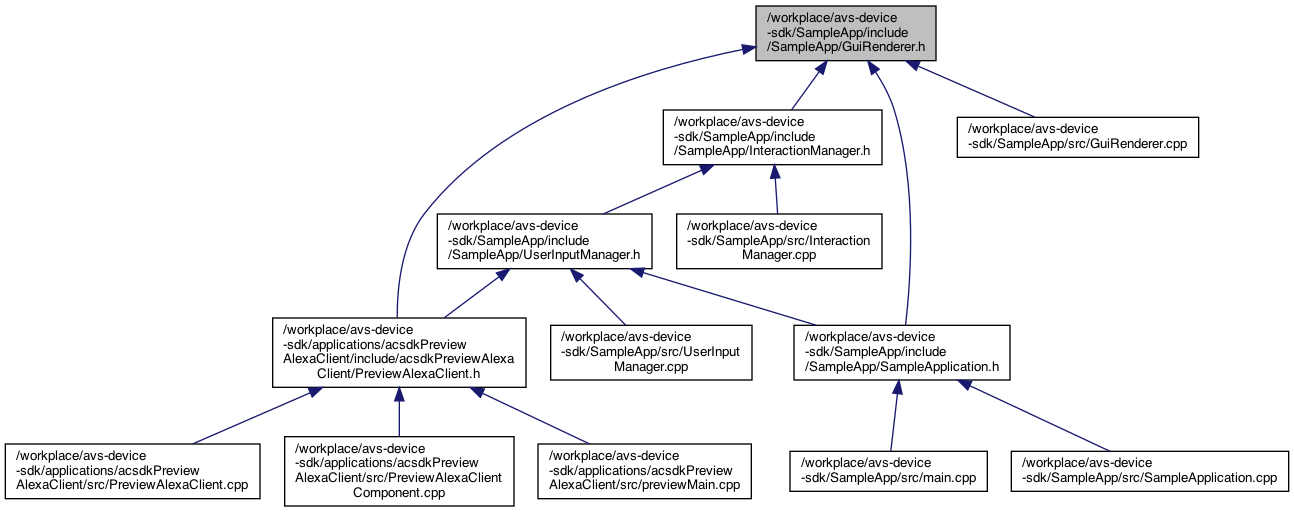 /workplace/avs-device
-sdk/SampleApp/include
/SampleApp/GuiRenderer.h
/workplace/avs-device
-sdk/SampleApp/include
/SampleApp/InteractionManager.h
/workplace/avs-device
-sdk/SampleApp/src/GuiRenderer.cpp
/workplace/avs-device
-sdk/SampleApp/include
/SampleApp/UserInputManager.h
/workplace/avs-device
-sdk/SampleApp/src/Interaction
Manager.cpp
/workplace/avs-device
-sdk/applications/acsdkPreview
AlexaClient/include/acsdkPreviewAlexa
Client/PreviewAlexaClient.h
/workplace/avs-device
-sdk/SampleApp/src/UserInput
Manager.cpp
/workplace/avs-device
-sdk/SampleApp/include
/SampleApp/SampleApplication.h
/workplace/avs-device
-sdk/applications/acsdkPreview
AlexaClient/src/PreviewAlexaClient.cpp
/workplace/avs-device
-sdk/applications/acsdkPreview
AlexaClient/src/PreviewAlexaClient
Component.cpp
/workplace/avs-device
-sdk/applications/acsdkPreview
AlexaClient/src/previewMain.cpp
/workplace/avs-device
-sdk/SampleApp/src/main.cpp
/workplace/avs-device
-sdk/SampleApp/src/SampleApplication.cpp